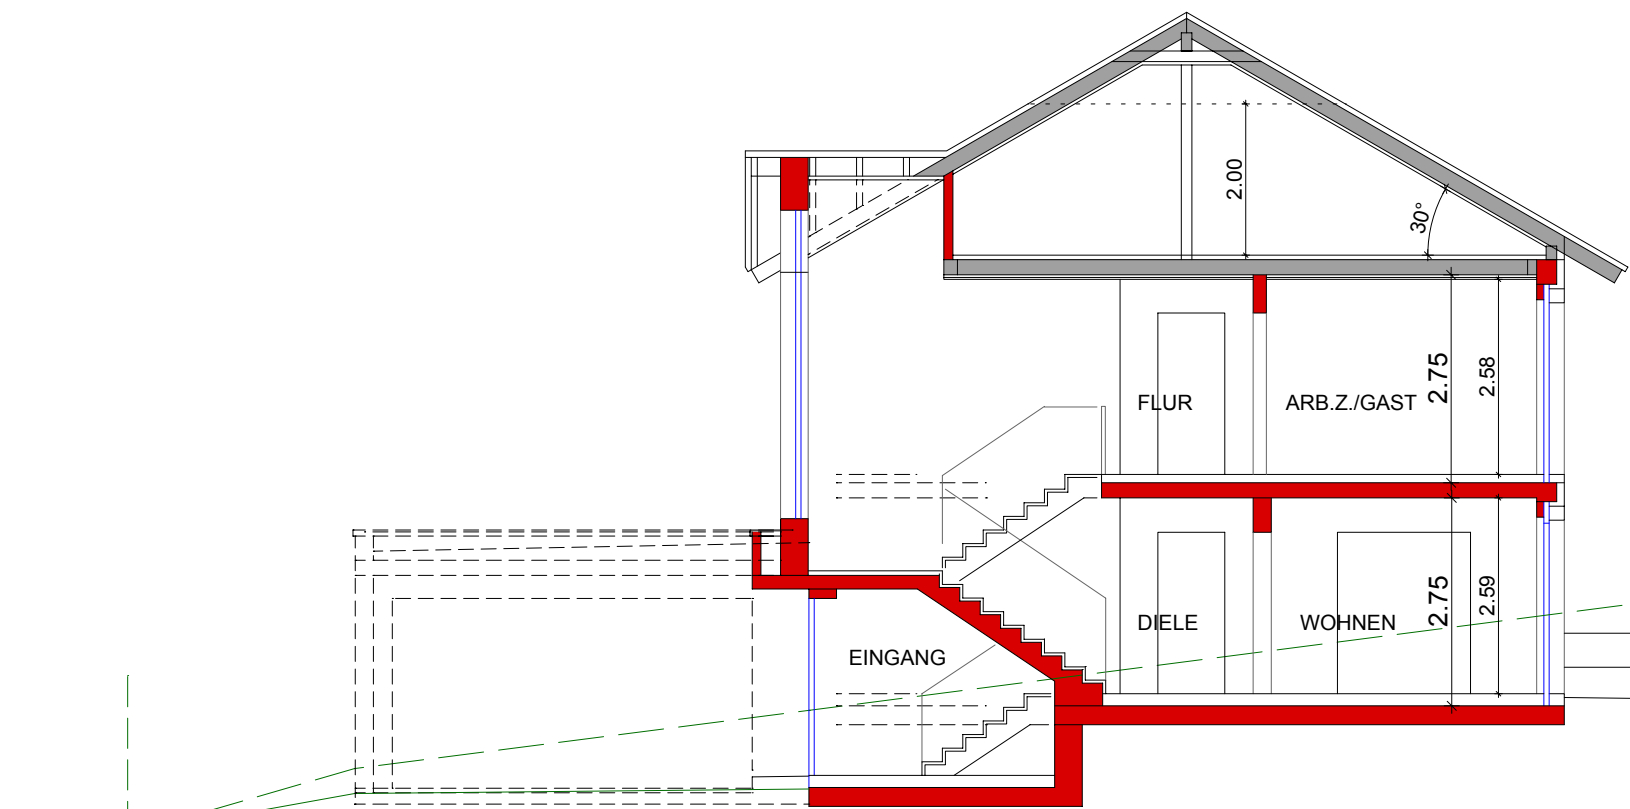 2.00
30°
2.75
2.58
FLUR
ARB.Z./GAST
2.75
2.59
DIELE
WOHNEN
EINGANG